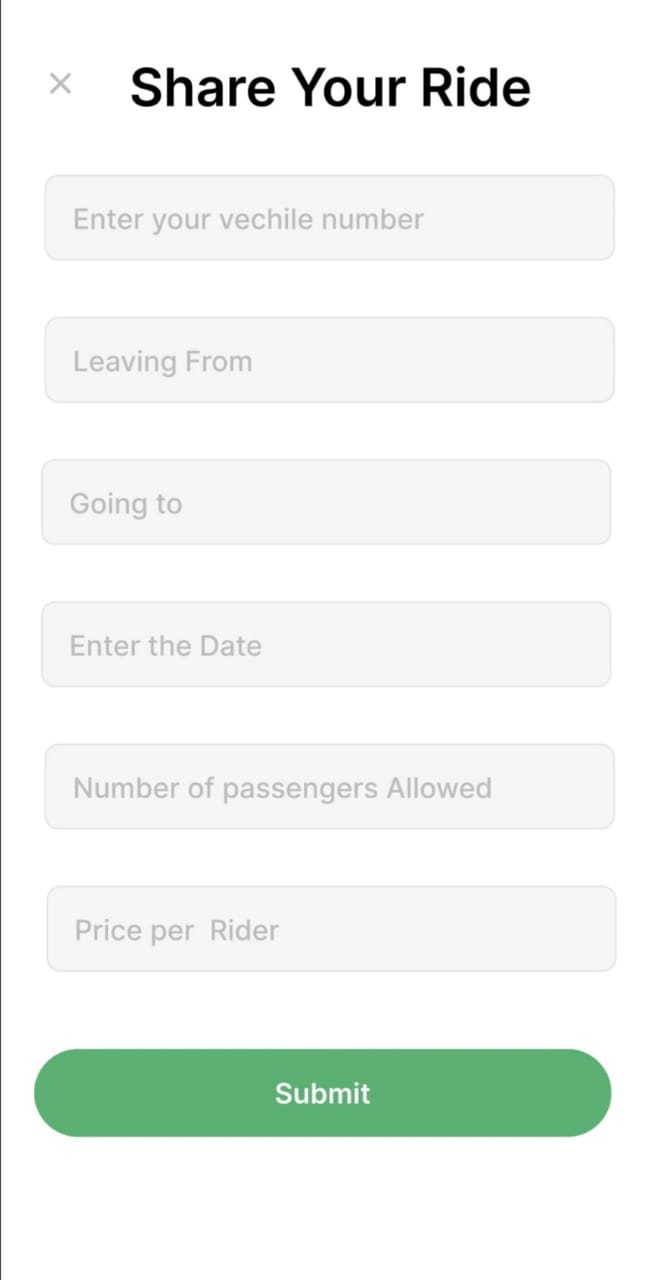 Share Your Ride
Enter your vechile number
Leaving From
Going to
Enter the Date
Number of passengers Allowed
Price per  Rider
Submit